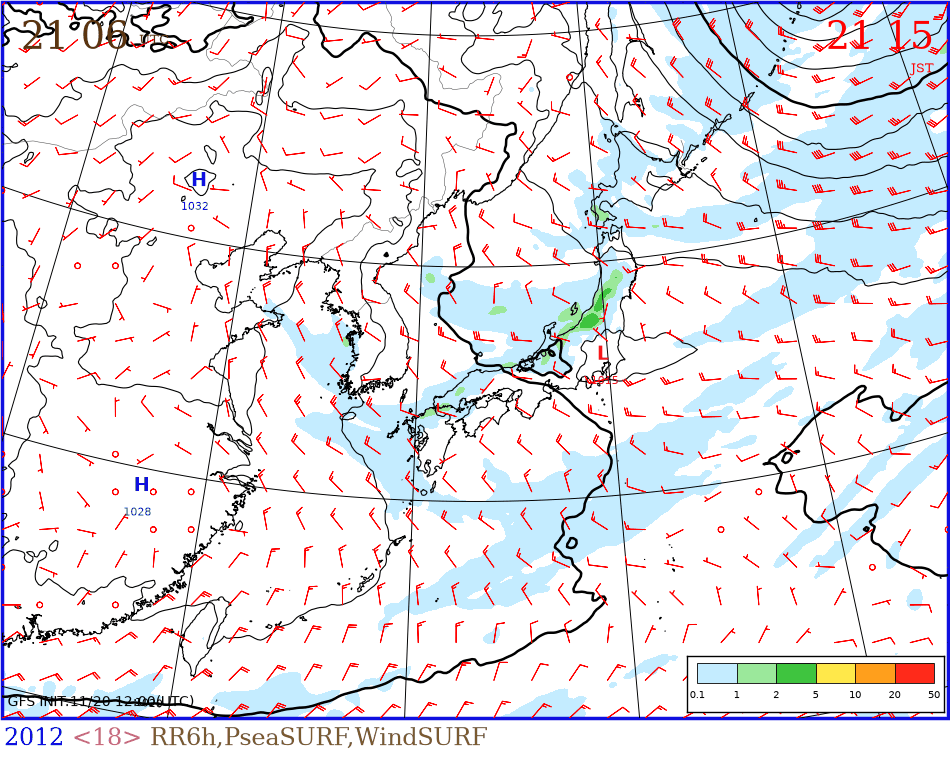 21 06 UTC
21 15
JST
H
1032
L
H
1028
GFS INIT:11/20 12:00(UTC)
0.1 1 2 5 10 20 50
2012 <18> RR6h,PseaSURF,WindSURF